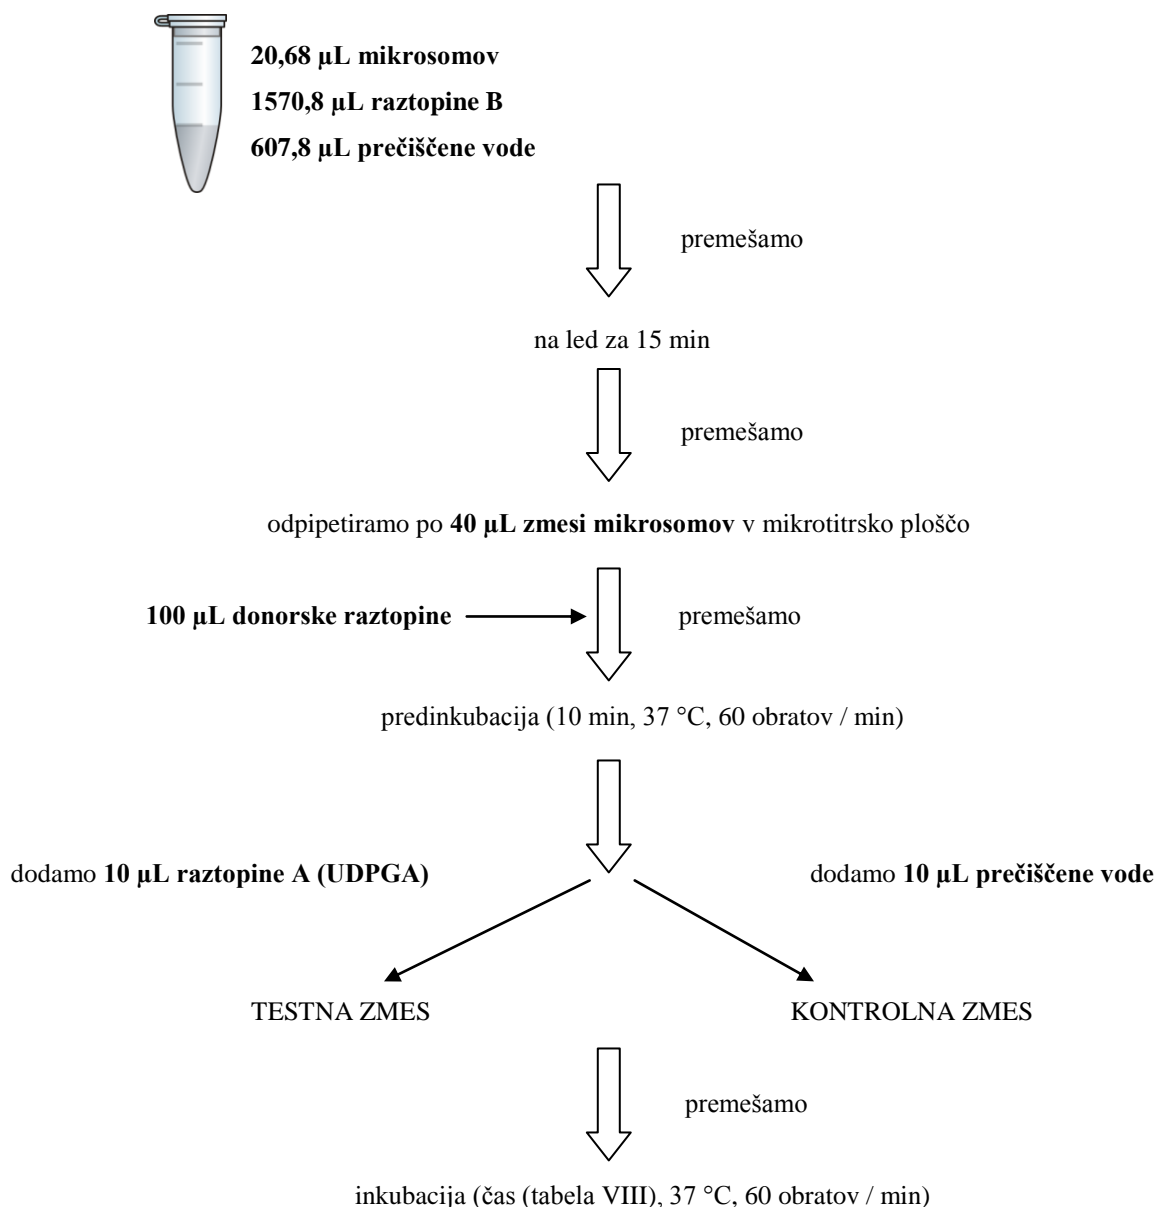 20,68 µL mikrosomov
1570,8 µL raztopine B
607,8 µL prečiščene vode
premešamo
na led za 15 min
premešamo
odpipetiramo po 40 µL zmesi mikrosomov v mikrotitrsko ploščo
100 µL donorske raztopine
premešamo
predinkubacija (10 min, 37 °C, 60 obratov / min)
dodamo 10 µL raztopine A (UDPGA)
dodamo 10 µL prečiščene vode
TESTNA ZMES
KONTROLNA ZMES
premešamo
inkubacija (čas (tabela VIII), 37 °C, 60 obratov / min)